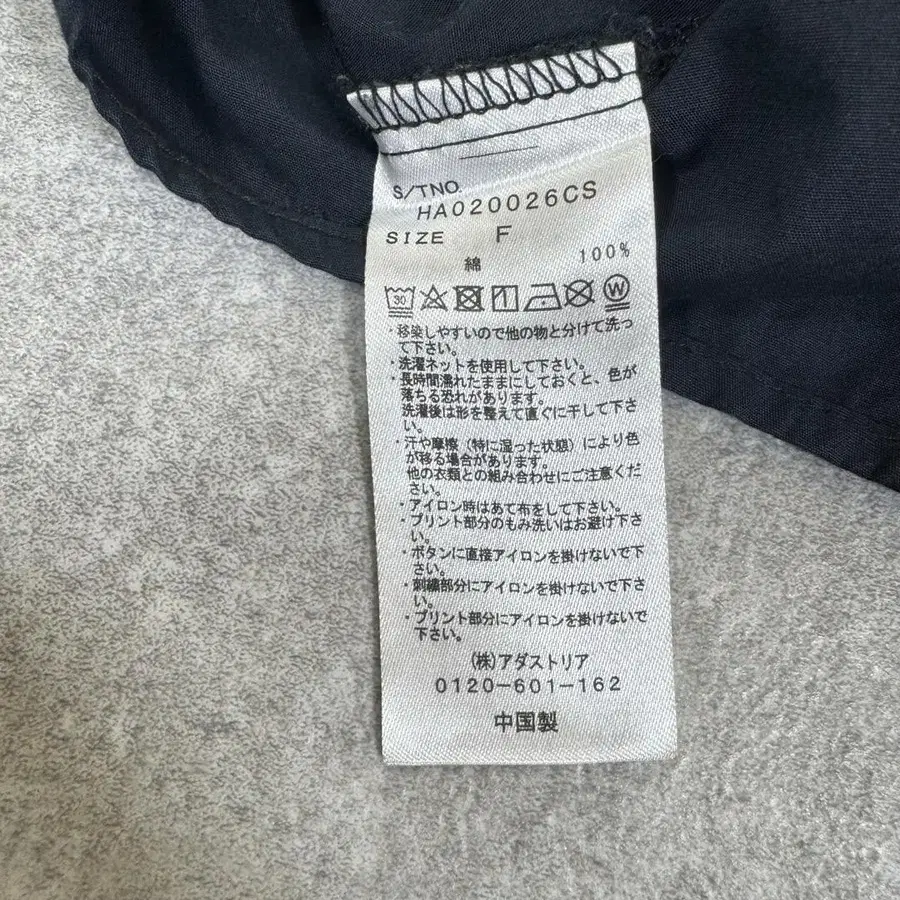 S/TNO.
HA020026CS
SIZE F
綿 100%
30 W
・移染しやすいので他の物と分けて洗っ
て下さい。
・洗濯ネットを使用して下さい。
・長時間濡れたままにしておくと、色が
落ちる恐れがあります。
洗濯後は形を整えて直ぐに干して下さ
い。
・汗や摩擦(特に湿った状態)により色
が移る場合があります。
他の衣類との組み合わせにご注意くだ
さい。
・アイロン時はあて布をして下さい。
・プリント部分のもみ洗いはお避け下さ
い。
・ボタンに直接アイロンを掛けないで下
さい。
・刺繍部分にアイロンを掛けないで下さ
い。
・プリント部分にアイロンを掛けないで
下さい。
(株)アダストリア
0120-601-162
中国製